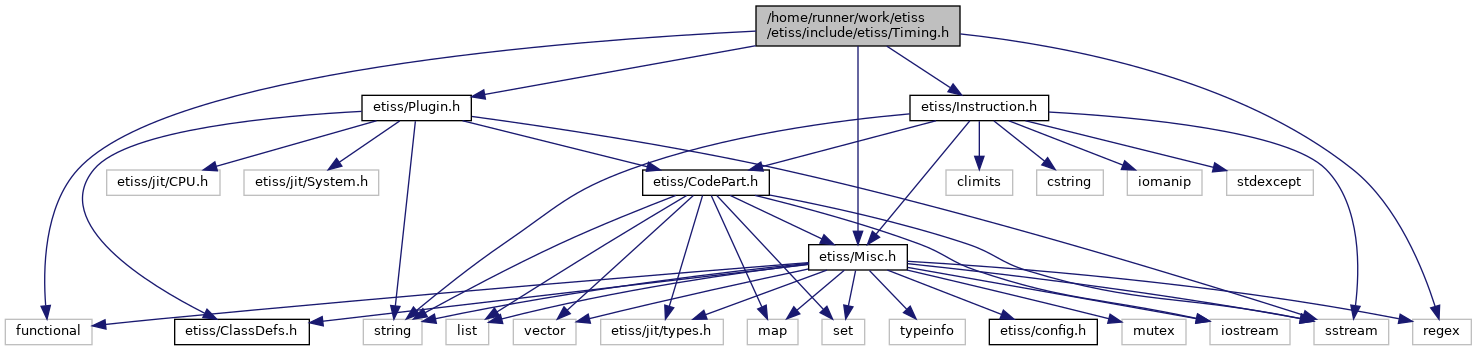 /home/runner/work/etiss
/etiss/include/etiss/Timing.h
etiss/Plugin.h
etiss/Instruction.h
etiss/jit/CPU.h
etiss/jit/System.h
etiss/CodePart.h
climits
cstring
iomanip
stdexcept
etiss/Misc.h
functional
etiss/ClassDefs.h
string
list
vector
etiss/jit/types.h
map
set
typeinfo
etiss/config.h
mutex
iostream
sstream
regex